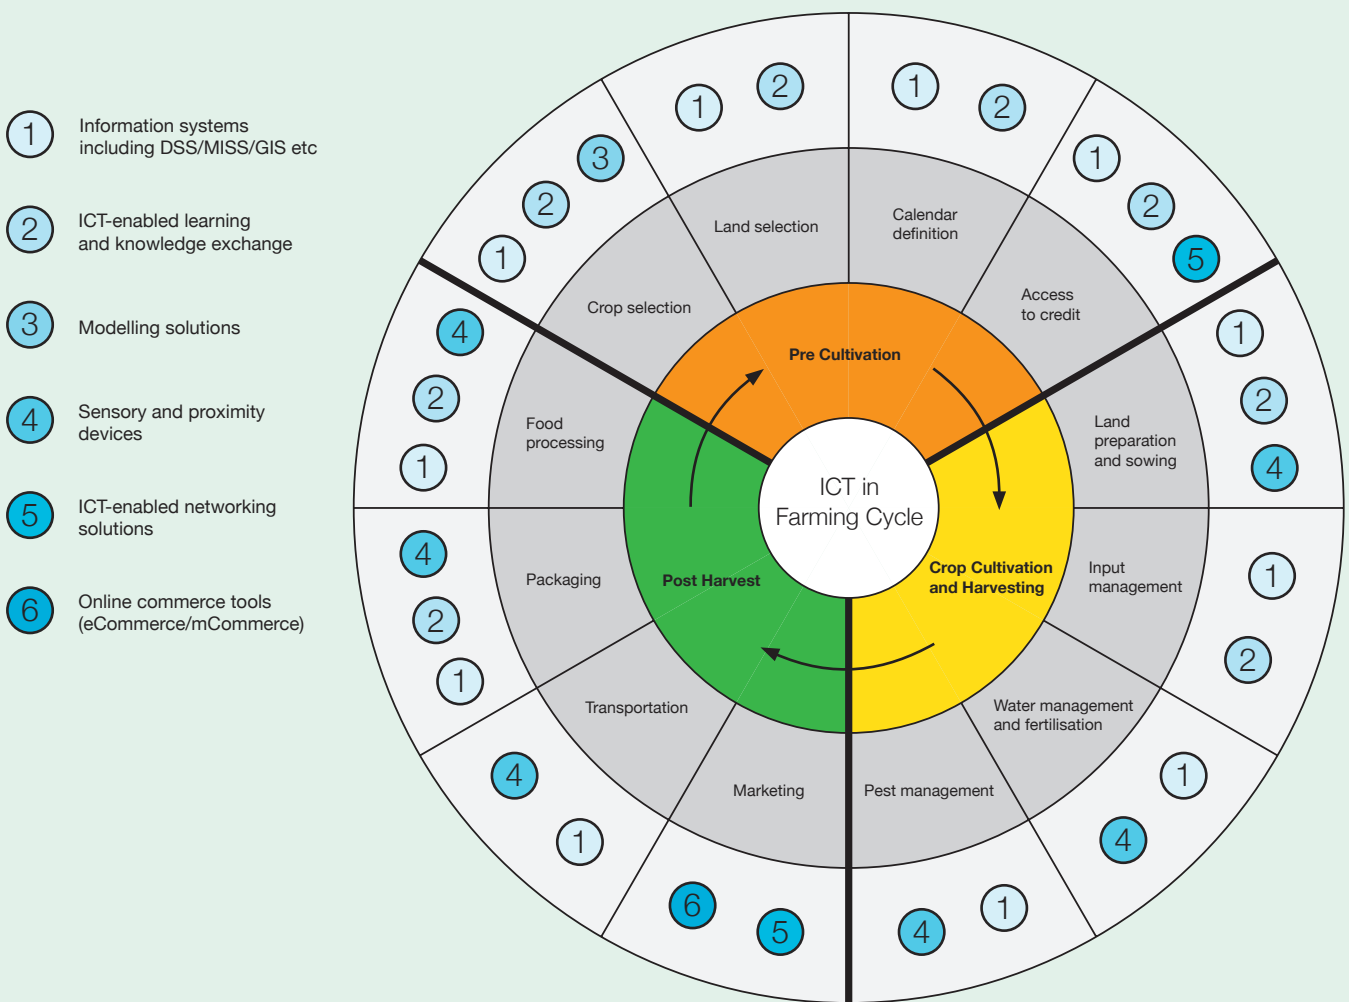 1
Information systems
including DSS/MISS/GIS etc
2
ICT-enabled learning
and knowledge exchange
3
Modelling solutions
4
Sensory and proximity
devices
5
ICT-enabled networking
solutions
6
Online commerce tools
(eCommerce/mCommerce)
ICT in
Farming Cycle
Pre Cultivation
Crop selection
1
2
3
Land selection
1
2
Calendar
definition
1
2
Access
to credit
1
2
5
Crop Cultivation
and Harvesting
Land
preparation
and sowing
1
2
4
Input
management
1
2
Water management
and fertilisation
1
4
Pest management
1
4
Post Harvest
Marketing
5
6
Transportation
1
4
Packaging
1
2
4
Food
processing
1
2
4